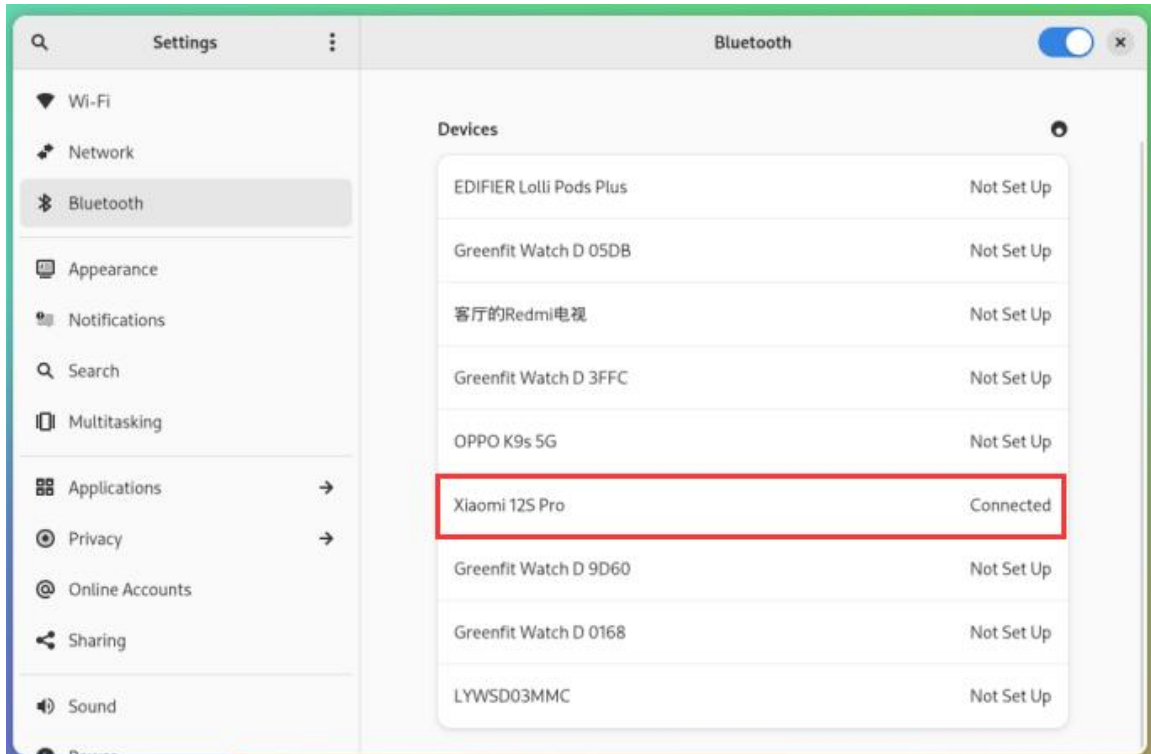 Settings
Bluetooth
Wi-Fi
Network
Bluetooth
Appearance
Notifications
Search
Multitasking
Applications
Privacy
Online Accounts
Sharing
Sound
Devices
EDIFIER Lolli Pods Plus Not Set Up
Greenfit Watch D 05DB Not Set Up
客厅的Redmi电视 Not Set Up
Greenfit Watch D 3FFC Not Set Up
OPPO K9s 5G Not Set Up
Xiaomi 12S Pro Connected
Greenfit Watch D 9D60 Not Set Up
Greenfit Watch D 0168 Not Set Up
LYWSD03MMC Not Set Up